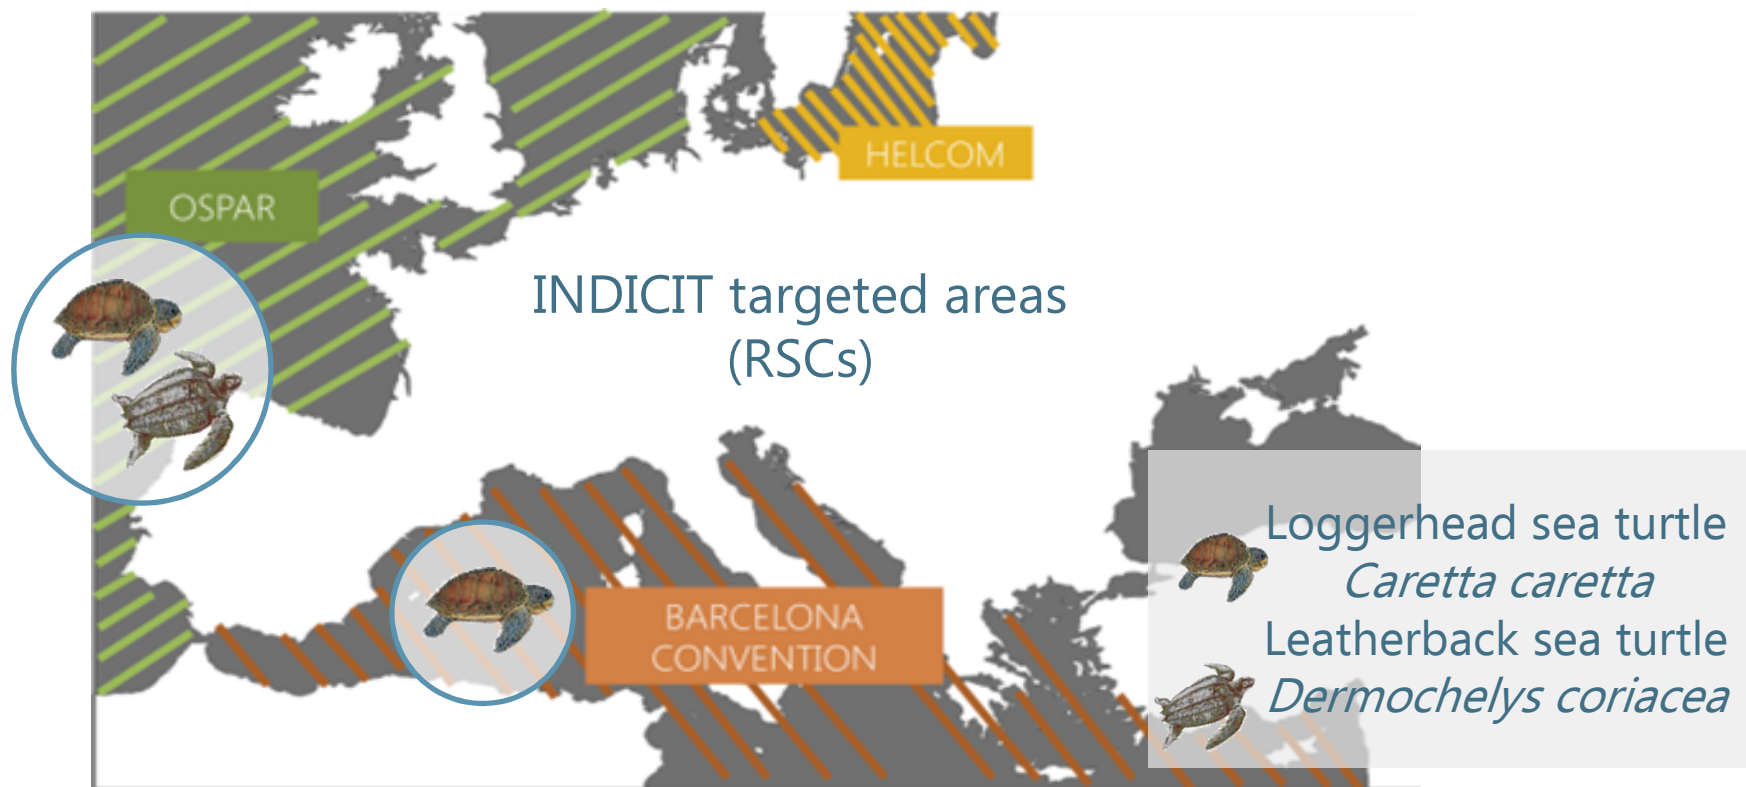 HELCOM
OSPAR
INDICIT targeted areas
(RSCs)
BARCELONA
CONVENTION
Loggerhead sea turtle
Caretta caretta
Leatherback sea turtle
Dermochelys coriacea